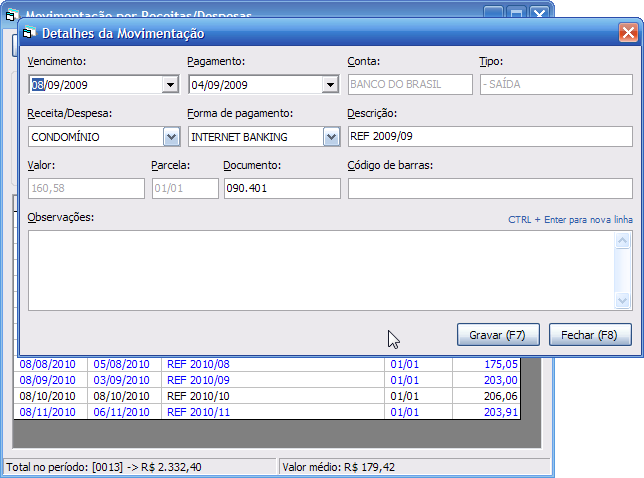 Movimentação por Receitas/Despesas
Detalhes da Movimentação
Vencimento: Pagamento: Conta: Tipo:
08/09/2009 04/09/2009 BANCO DO BRASIL - SAÍDA
Receita/Despesa: Forma de pagamento: Descrição:
CONDOMÍNIO INTERNET BANKING REF 2009/09
Valor: Parcela: Documento: Código de barras:
160,58 01/01 090.401
Observações: CTRL + Enter para nova linha
Gravar (F7) Fechar (F8)
08/08/2010 05/08/2010 REF 2010/08 01/01 175,05
08/09/2010 03/09/2010 REF 2010/09 01/01 203,00
08/10/2010 08/10/2010 REF 2010/10 01/01 206,06
08/11/2010 06/11/2010 REF 2010/11 01/01 203,91
Total no período: [0013] -> R$ 2.332,40 Valor médio: R$ 179,42